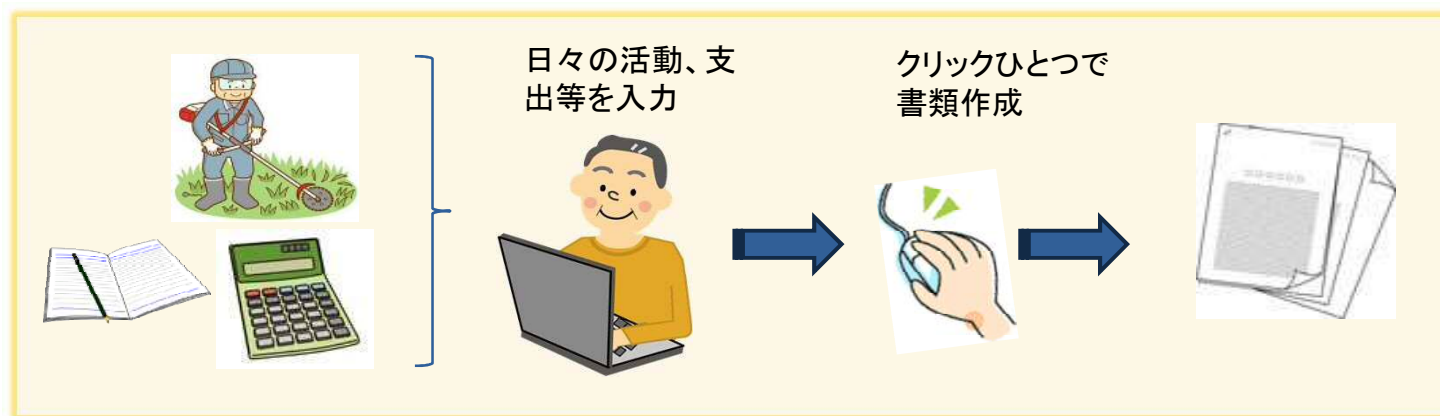 日々の活動、支
出等を入力
クリックひとつで
書類作成